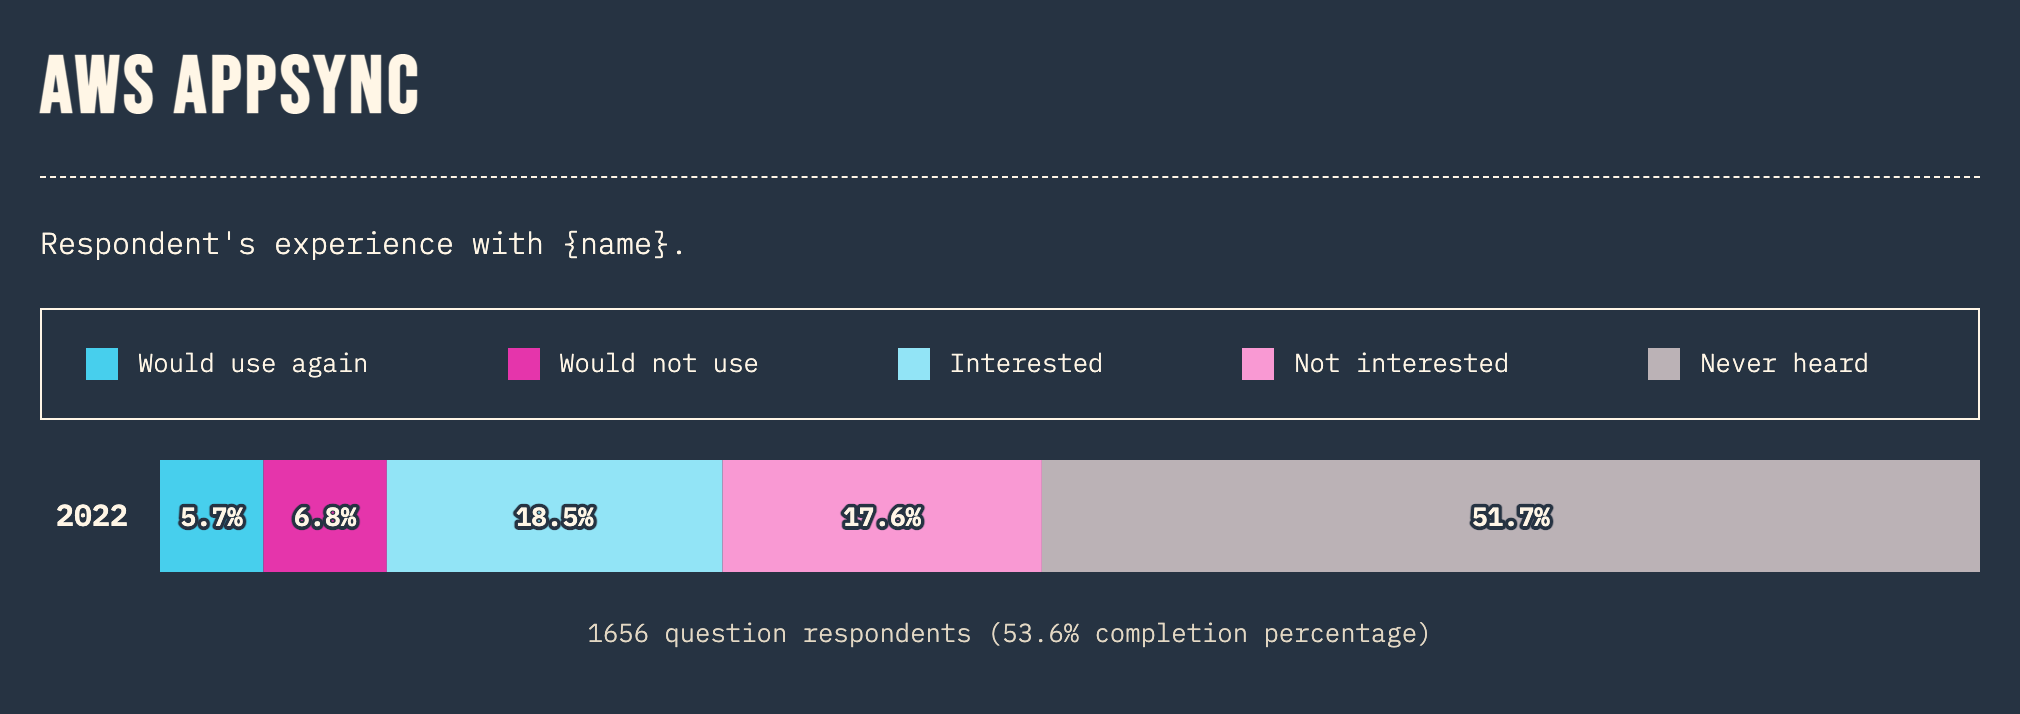 AWS APPSYNC
Respondent's experience with {name}.
Would use again Would not use Interested Not interested Never heard
2022 5.7% 6.8% 18.5% 17.6% 51.7%
1656 question respondents (53.6% completion percentage)